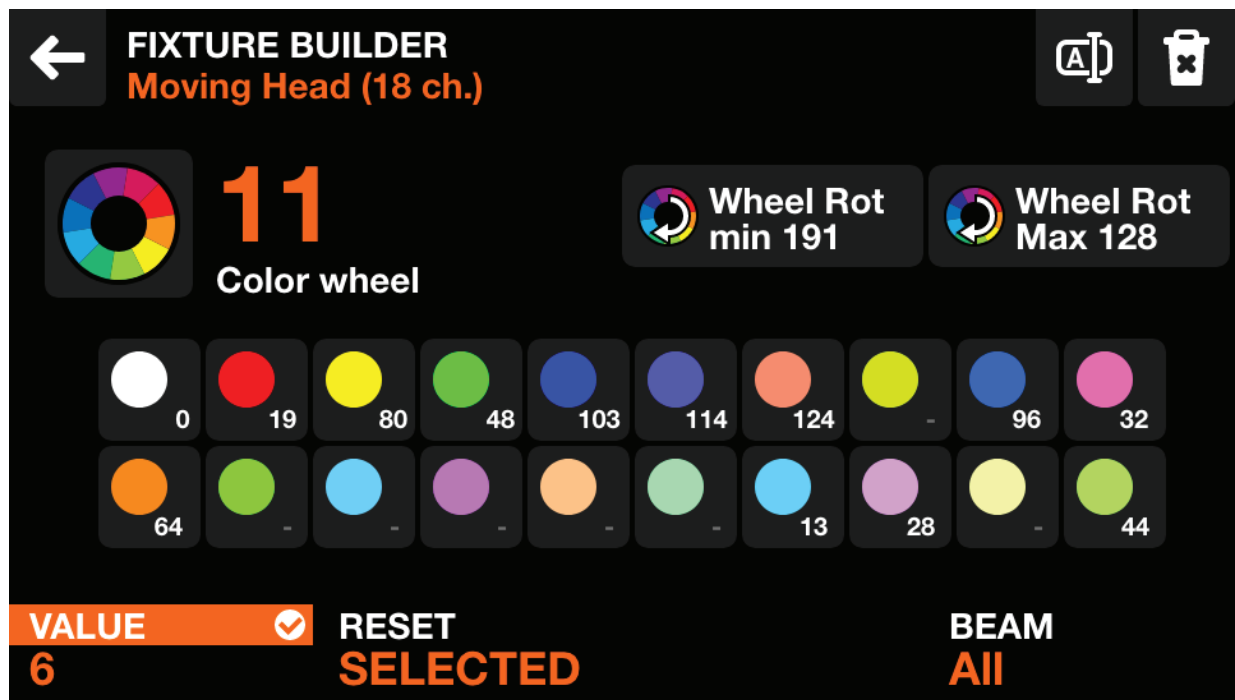 FIXTURE BUILDER
Moving Head (18 ch.)
A
11
Color wheel
Wheel Rot
min 191
Wheel Rot
Max 128
0 19 80 48 103 114 124 - 96 32
64 - - - - - 13 28 - 44
VALUE
6
RESET
SELECTED
BEAM
All